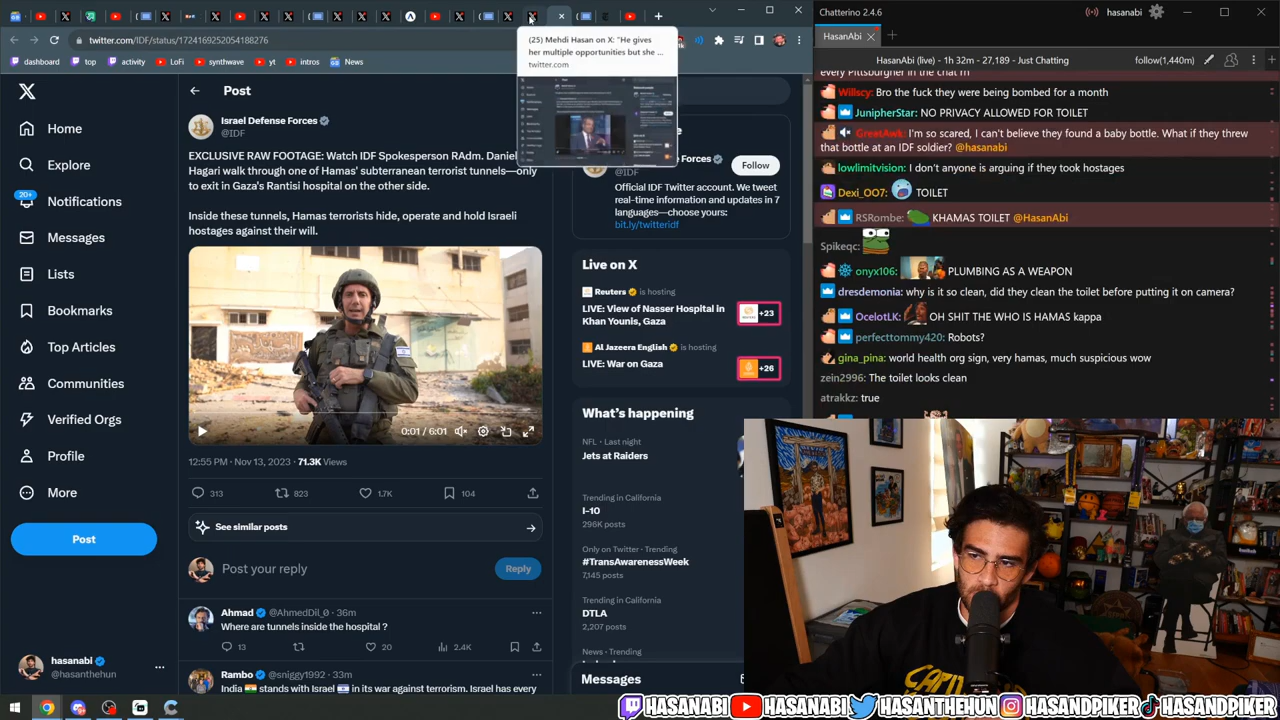 twitter.com/IDF/status/1724169252054188276
dashboard
top
activity
LoFi
synthwave
yt
intros
News
(25) Mehdi Hasan on X: "He gives
her multiple opportunities but she ...
twitter.com
Post
Home
Explore
20+
Notifications
Messages
Lists
Bookmarks
Top Articles
Communities
Verified Orgs
Profile
More
Post
hasanabi
@hasanthehun
Israel Defense Forces
@IDF
EXCLUSIVE RAW FOOTAGE: Watch IDF Spokesperson RAdm. Daniel
Hagari walk through one of Hamas' subterranean terrorist tunnels—only
to exit in Gaza's Rantisi hospital on the other side.
Inside these tunnels, Hamas terrorists hide, operate and hold Israeli
hostages against their will.
0:01 / 6:01
12:55 PM · Nov 13, 2023 · 71.3K Views
313
823
1.7K
104
See similar posts
Post your reply
Reply
Ahmad @AhmedDil_0 · 36m
Where are tunnels inside the hospital ?
13
20
2.4K
Rambo @sniggy1992 · 33m
India 🇮🇳 stands with Israel 🇮🇱 in its war against terrorism. Israel has every
Forces
@IDF
Follow
Official IDF Twitter account. We tweet
real-time information and updates in 7
languages—choose yours:
bit.ly/twitteridf
Live on X
Reuters is hosting
LIVE: View of Nasser Hospital in
Khan Younis, Gaza
+23
Al Jazeera English is hosting
LIVE: War on Gaza
+26
What's happening
NFL · Last night
Jets at Raiders
Trending in California
I-10
296K posts
Only on Twitter · Trending
#TransAwarenessWeek
7,145 posts
Trending in California
DTLA
2,207 posts
News · Trending
Messages
Chatterino 2.4.6
hasanabi
HasanAbi
HasanAbi (live) - 1h 32m - 27,189 - Just Chatting
follow(1,440m)
every Pittsburgher in the chat rn
Willscy: Bro the fuck they were being bombed for a month
JuniperStar: NOT MY PRECIOUS CHILDREN
GreatAwk: I'm so scared, I can't believe they found a baby bottle. What if they threw
that bottle at an IDF soldier? @hasanabi
lowlimitvision: I don't anyone is arguing if they took hostages
Dexi_OO7: TOILET
RSRombe: KHAMAS TOILET @HasanAbi
Spikeqc:
onyx106: PLUMBING AS A WEAPON
dresdemonia: why is it so clean, did they clean the toilet before putting it on camera?
OcelotLK: OH SHIT THE WHO IS HAMAS kappa
perfecttommy420: Robots?
gina_pina: world health org sign, very hamas, much suspicious wow
zein2996: The toilet looks clean
atrakkz: true
HASANABI
HASANABI
HASANTHEHUN
HASANDPIKER
HASANDPIKER